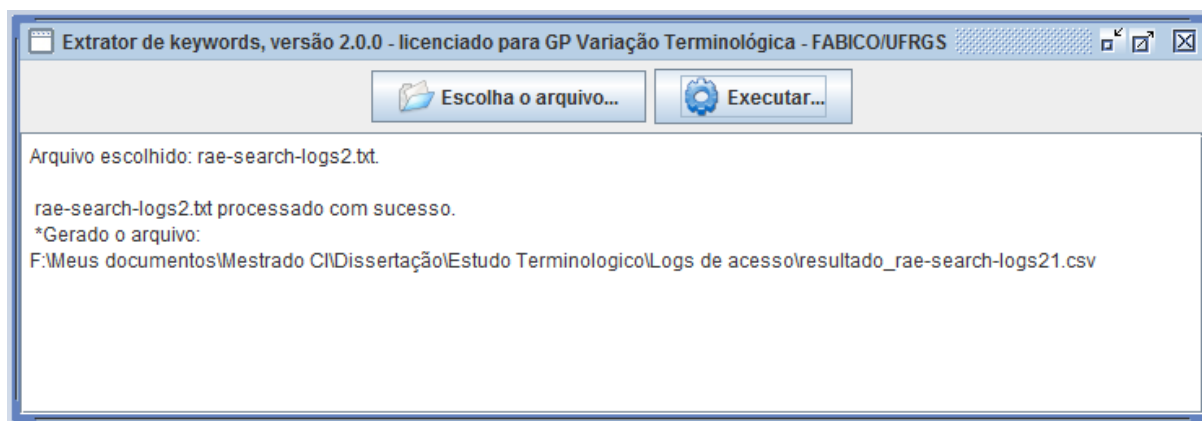 Extrator de keywords, versão 2.0.0 - licenciado para GP Variação Terminológica - FABICO/UFRGS
Escolha o arquivo...
Executar...
Arquivo escolhido: rae-search-logs2.txt.
rae-search-logs2.txt processado com sucesso.
*Gerado o arquivo:
F:\Meus documentos\Mestrado CI\Dissertação\Estudo Terminologico\Logs de acesso\resultado_rae-search-logs21.csv